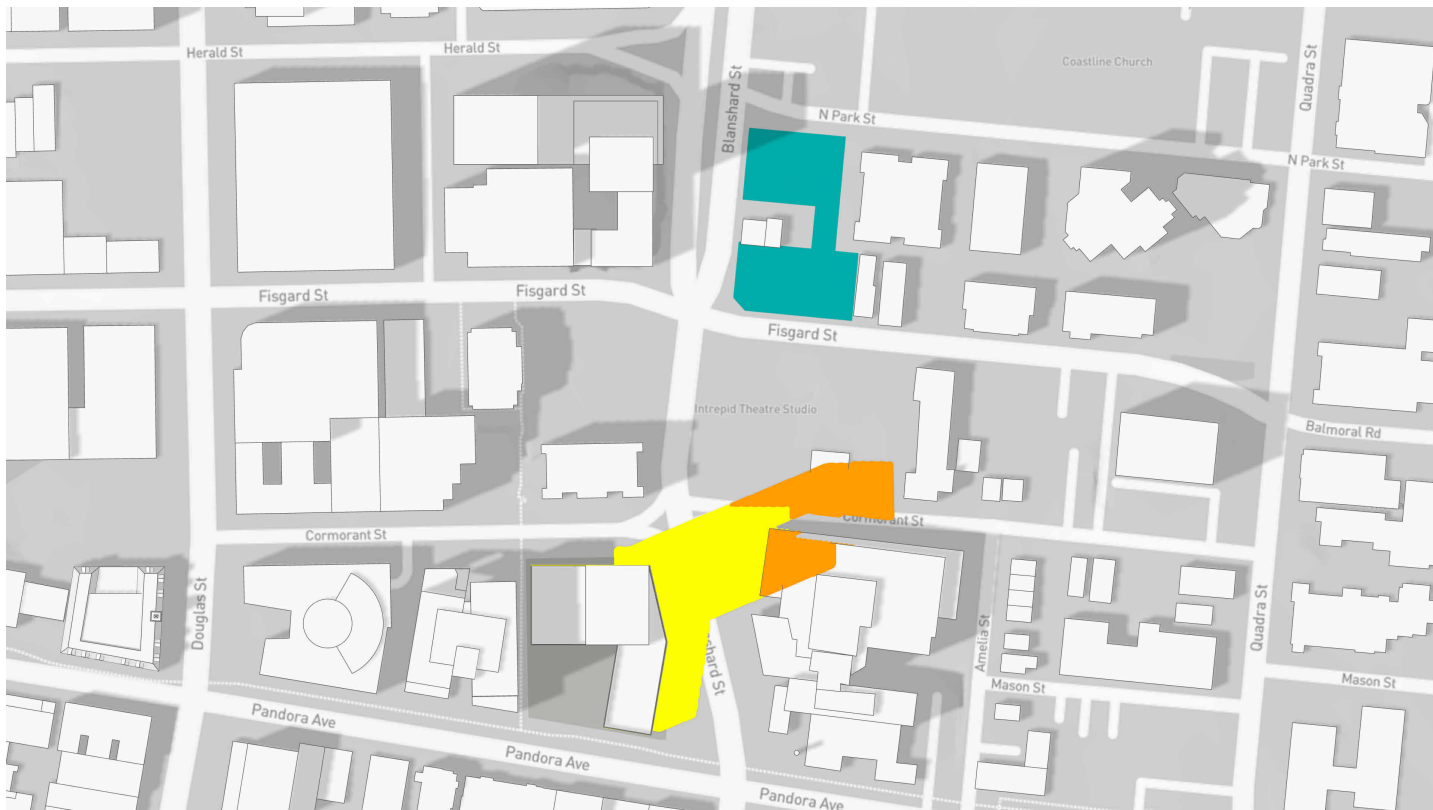 Herald St
Herald St
Blanshard St
Coastline Church
Quadra St
N Park St
N Park St
Fisgard St
Fisgard St
Fisgard St
Intrepid Theatre Studio
Balmoral Rd
Cormorant St
Cormorant St
Douglas St
Amelia St
Quadra St
Mason St
Mason St
Pandora Ave
Pandora Ave
Pandora Ave